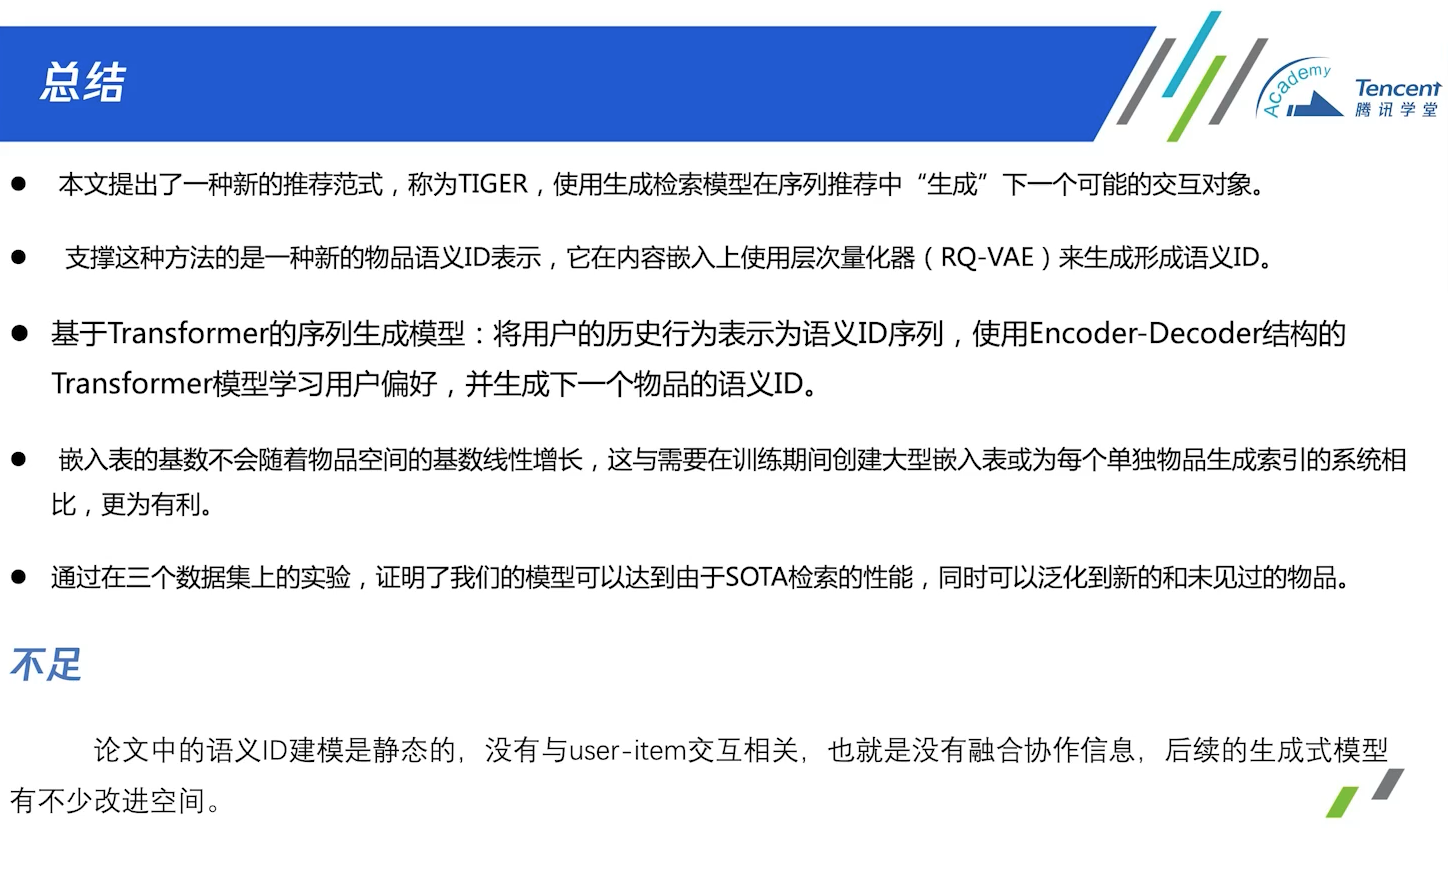 总结
Academy
Tencent
腾讯学堂
● 本文提出了一种新的推荐范式，称为TIGER，使用生成检索模型在序列推荐中“生成”下一个可能的交互对象。
● 支撑这种方法的是一种新的物品语义ID表示，它在内容嵌入上使用层次量化器（RQ-VAE）来生成形成语义ID。
● 基于Transformer的序列生成模型：将用户的历史行为表示为语义ID序列，使用Encoder-Decoder结构的
Transformer模型学习用户偏好，并生成下一个物品的语义ID。
● 嵌入表的基数不会随着物品空间的基数线性增长，这与需要在训练期间创建大型嵌入表或为每个单独物品生成索引的系统相
比，更为有利。
● 通过在三个数据集上的实验，证明了我们的模型可以达到由于SOTA检索的性能，同时可以泛化到新的和未见过的物品。
不足
论文中的语义ID建模是静态的，没有与user-item交互相关，也就是没有融合协作信息，后续的生成式模型
有不少改进空间。